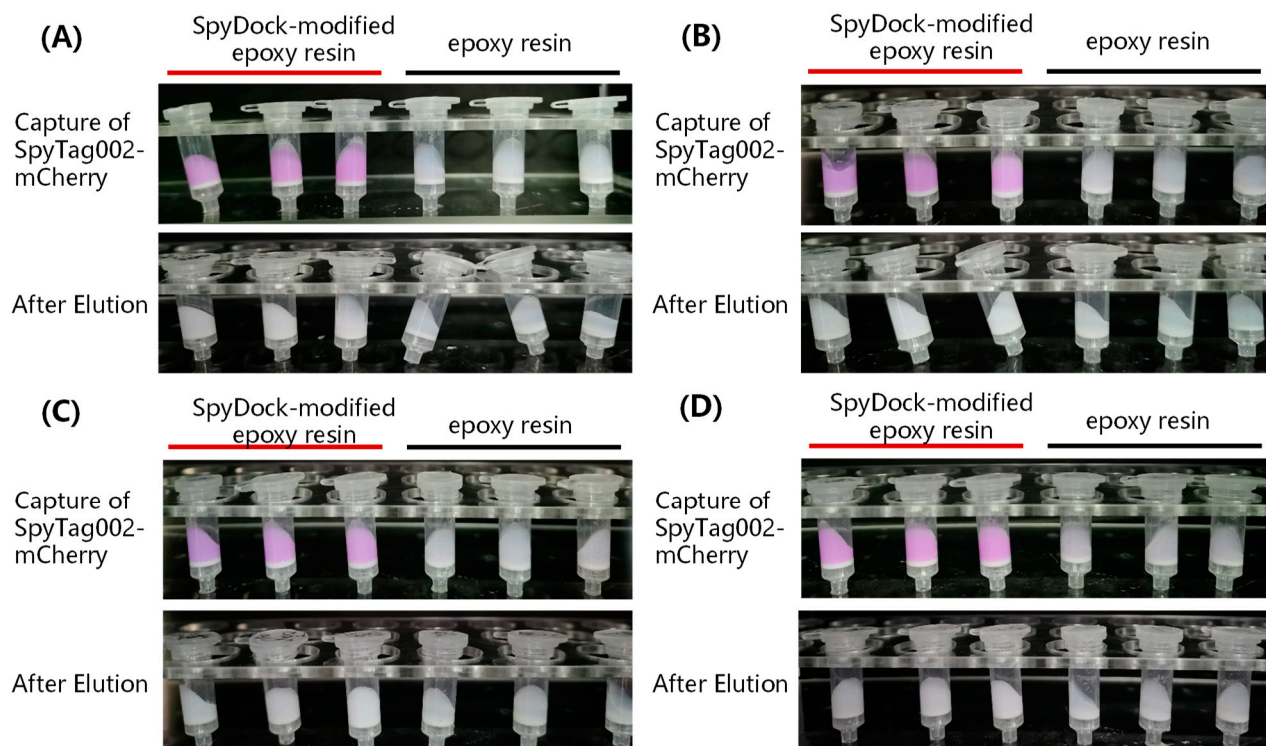 (A)
SpyDock-modified
epoxy resin
epoxy resin
Capture of
SpyTag002-
mCherry
After Elution
(B)
SpyDock-modified
epoxy resin
epoxy resin
Capture of
SpyTag002-
mCherry
After Elution
(C)
SpyDock-modified
epoxy resin
epoxy resin
Capture of
SpyTag002-
mCherry
After Elution
(D)
SpyDock-modified
epoxy resin
epoxy resin
Capture of
SpyTag002-
mCherry
After Elution